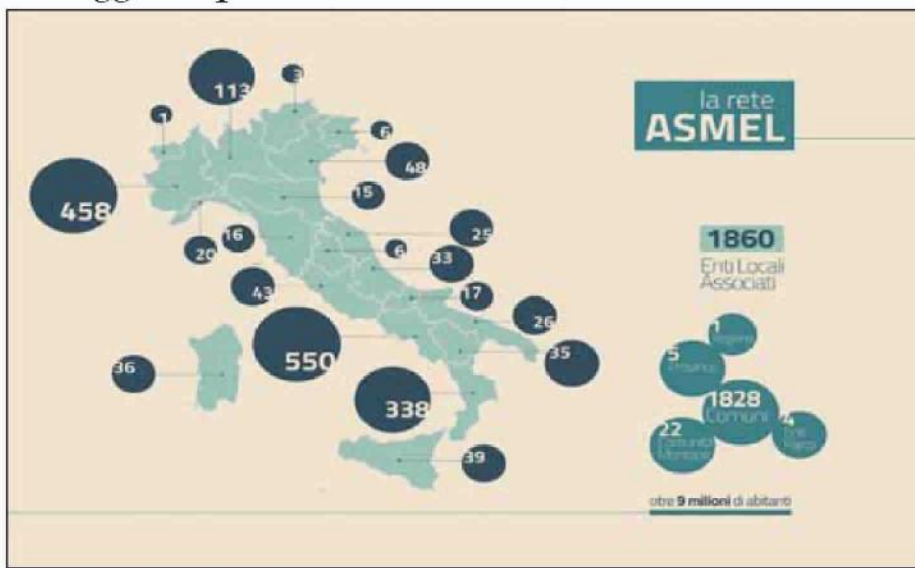 3
113
1
6
48
458
15
25
16
20
6
33
43
17
26
550
35
36
338
39
la rete
ASMEL
1860
Enti Locali
Associati
1
Regione
5
Province
1828
Comuni
4
Enti
Parco
22
Comunità
Montane
oltre 9 milioni di abitanti